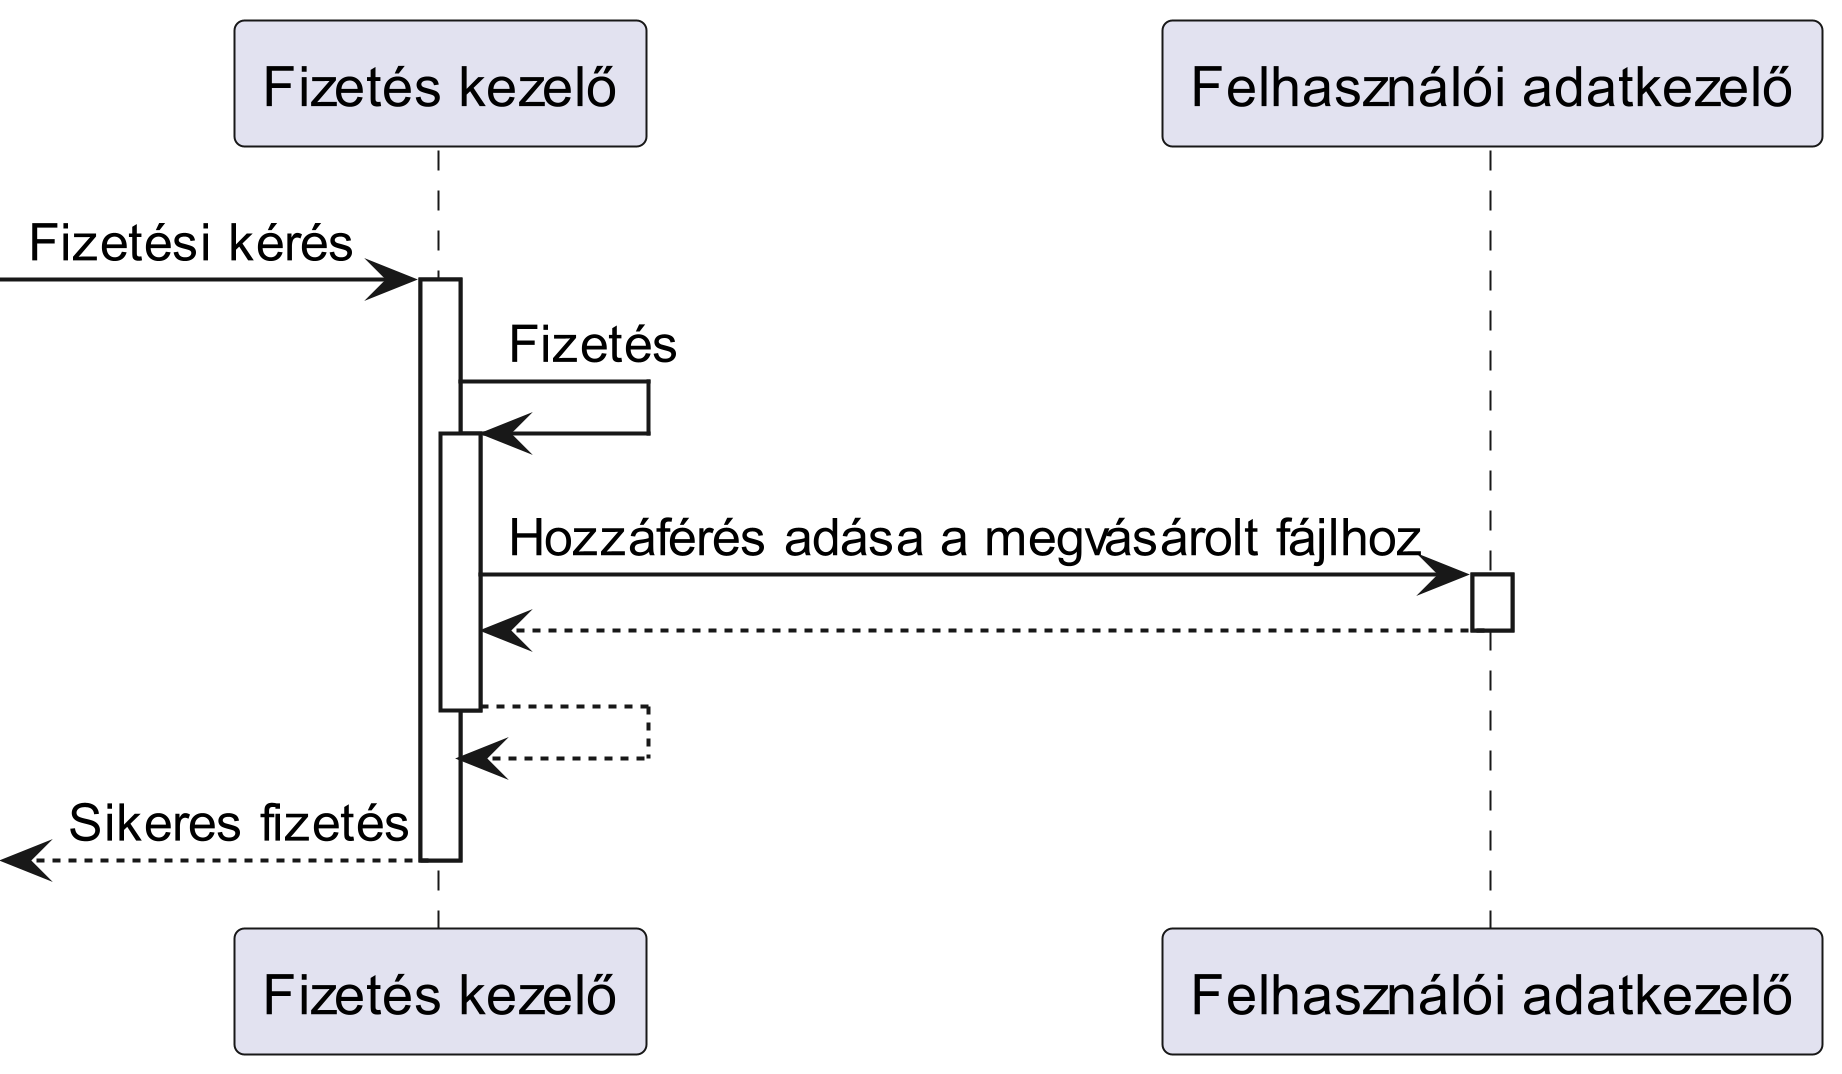 Fizetés kezelő
Felhasználói adatkezelő
Fizetési kérés
Fizetés
Hozzáférés adása a megvásárolt fájlhoz
Sikeres fizetés
Fizetés kezelő
Felhasználói adatkezelő